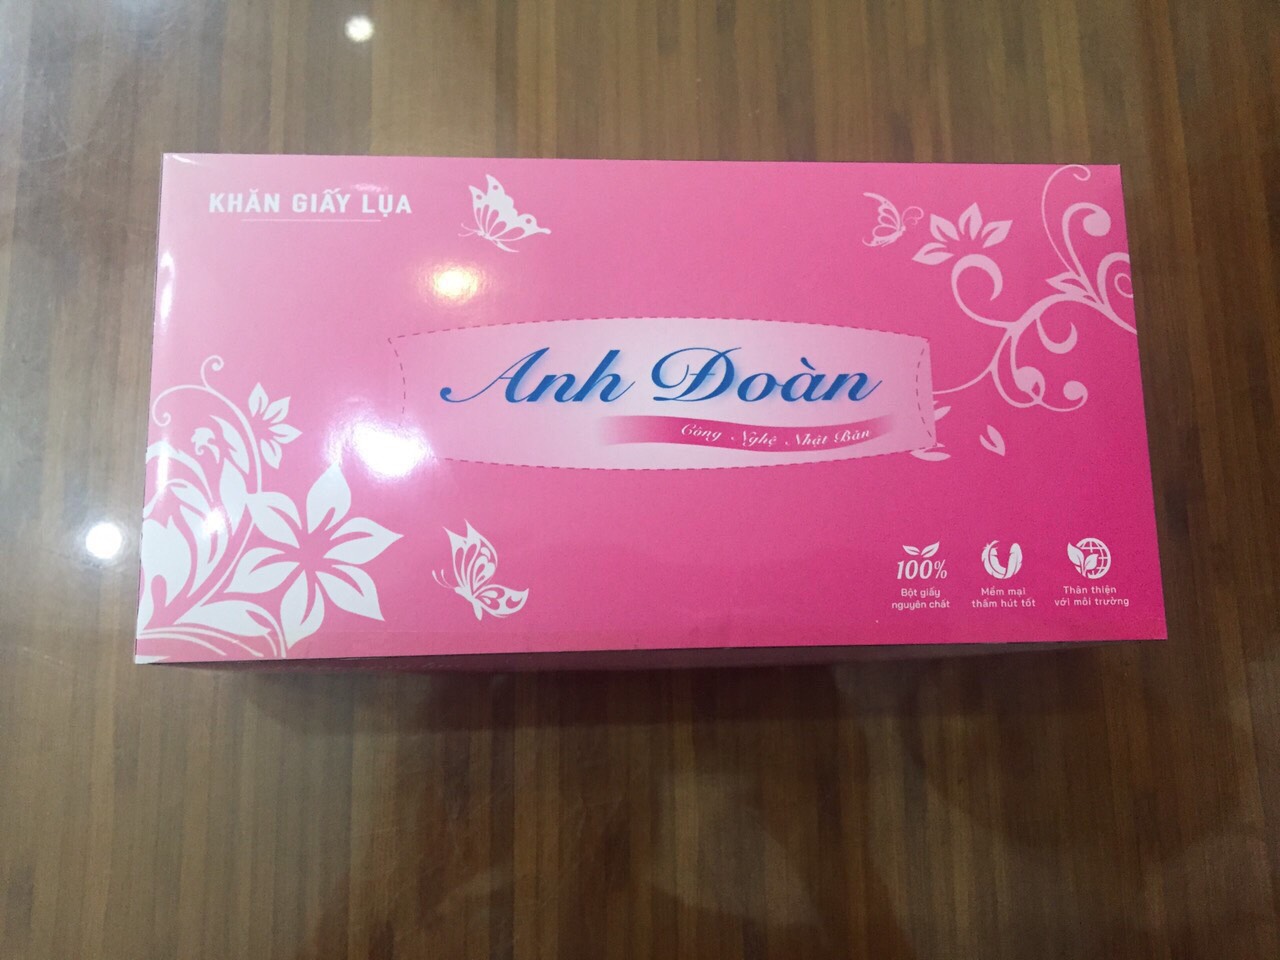 KHĂN GIẤY LỤA
Anh Đoàn
Công Nghệ Nhật Bản
100%
Bột giấy
nguyên chất
Mềm mại
thấm hút tốt
Thân thiện
với môi trường